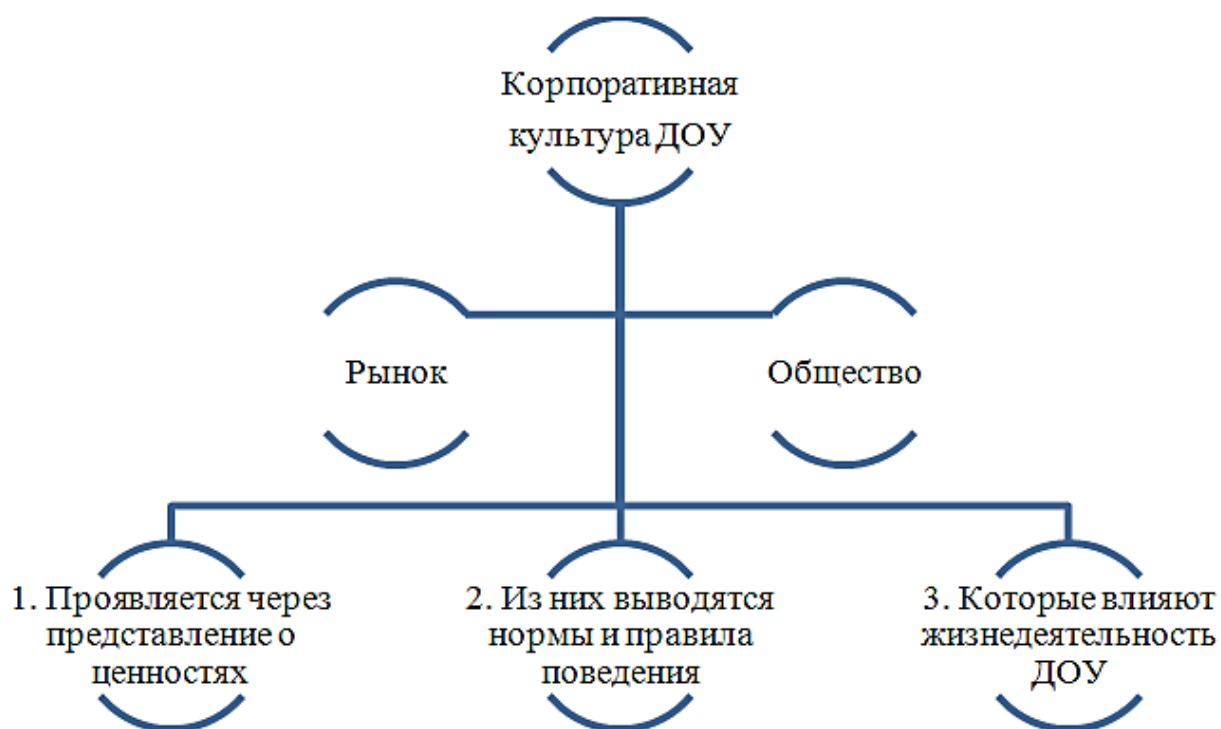 Корпоративная
культура ДОУ
Рынок
Общество
1. Проявляется через
представление о
ценностях
2. Из них выводятся
нормы и правила
поведения
3. Которые влияют
жизнедеятельность
ДОУ